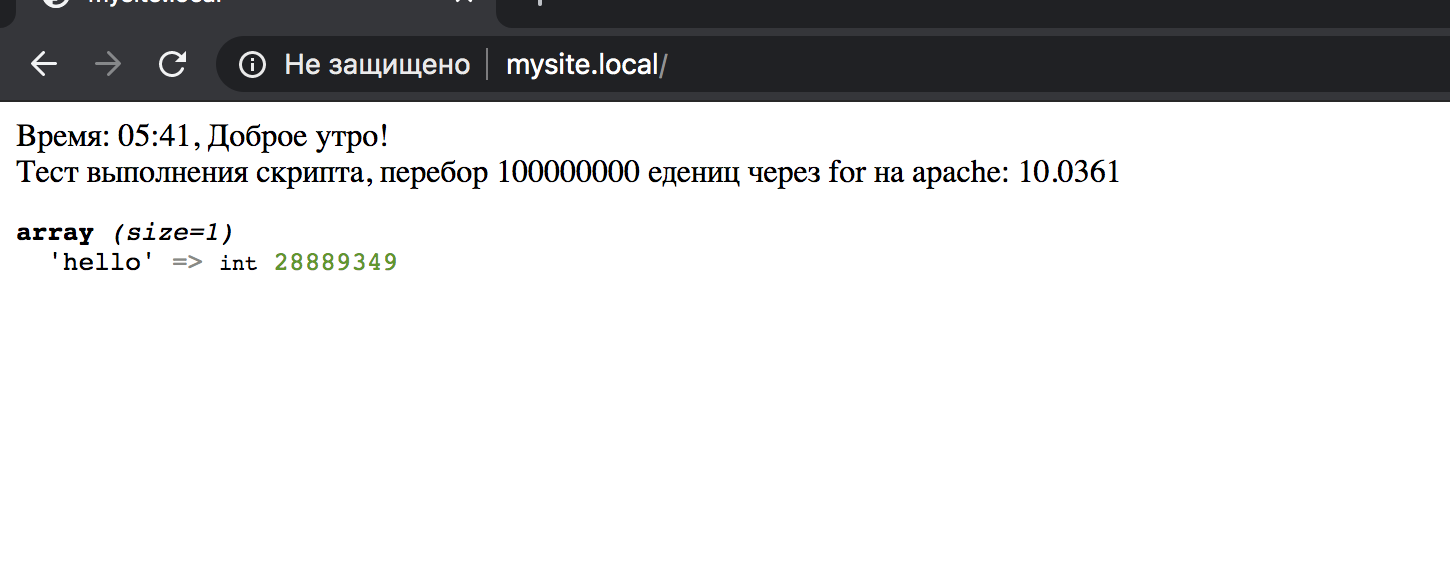 Не защищено mysite.local/
Время: 05:41, Доброе утро!
Тест выполнения скрипта, перебор 100000000 едениц через for на apache: 10.0361
array (size=1)
'hello' => int 28889349